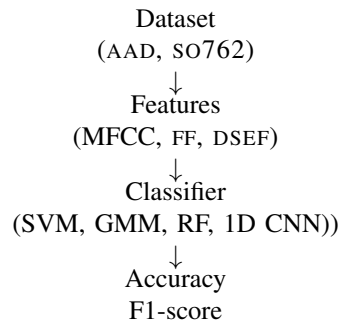 Dataset
(AAD, SO762)
↓
Features
(MFCC, FF, DSEF)
↓
Classifier
(SVM, GMM, RF, 1D CNN))
↓
Accuracy
F1-score